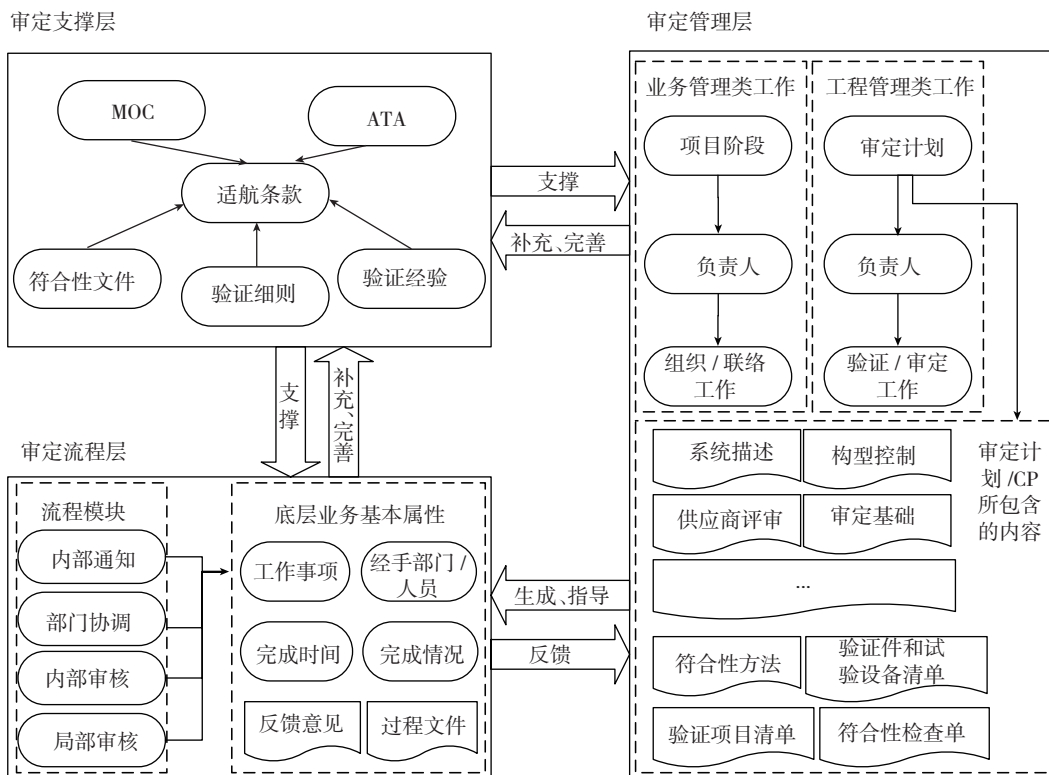 审定支撑层
MOC
ATA
适航条款
符合性文件
验证细则
验证经验
支撑
补充、完善
支撑
补充、完善
审定管理层
业务管理类工作
项目阶段
负责人
组织/联络
工作
工程管理类工作
审定计划
负责人
验证/审定
工作
系统描述
构型控制
供应商评审
审定基础
...
符合性方法
验证件和试
验设备清单
验证项目清单
符合性检查单
审定计
划/CP
所包含
的内容
审定流程层
流程模块
内部通知
部门协调
内部审核
局部审核
底层业务基本属性
工作事项
经手部门/
人员
完成时间
完成情况
反馈意见
过程文件
生成、指导
反馈